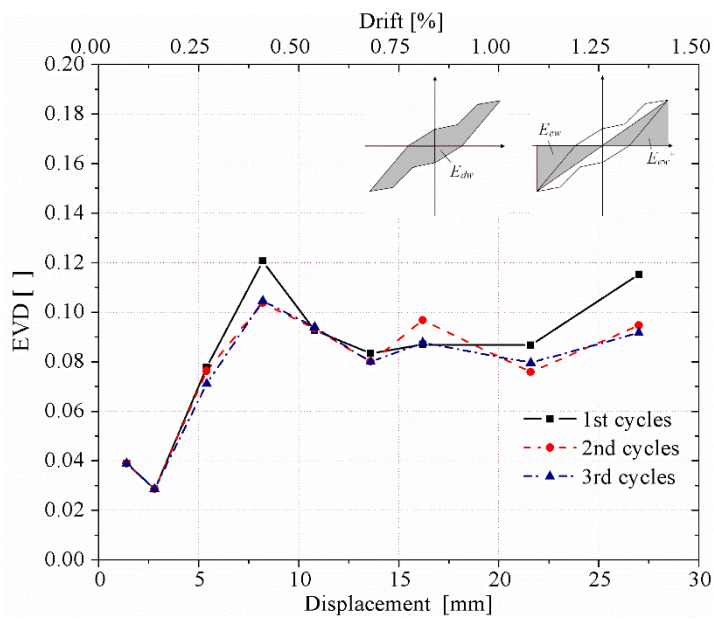 Drift [%]
0.00 0.25 0.50 0.75 1.00 1.25 1.50
0.20
0.18
0.16
0.14
0.12
0.10
0.08
0.06
0.04
0.02
0.00
EVD [ ]
E_dw
E_ew⁻
E_ew⁺
1st cycles
2nd cycles
3rd cycles
0 5 10 15 20 25 30
Displacement [mm]